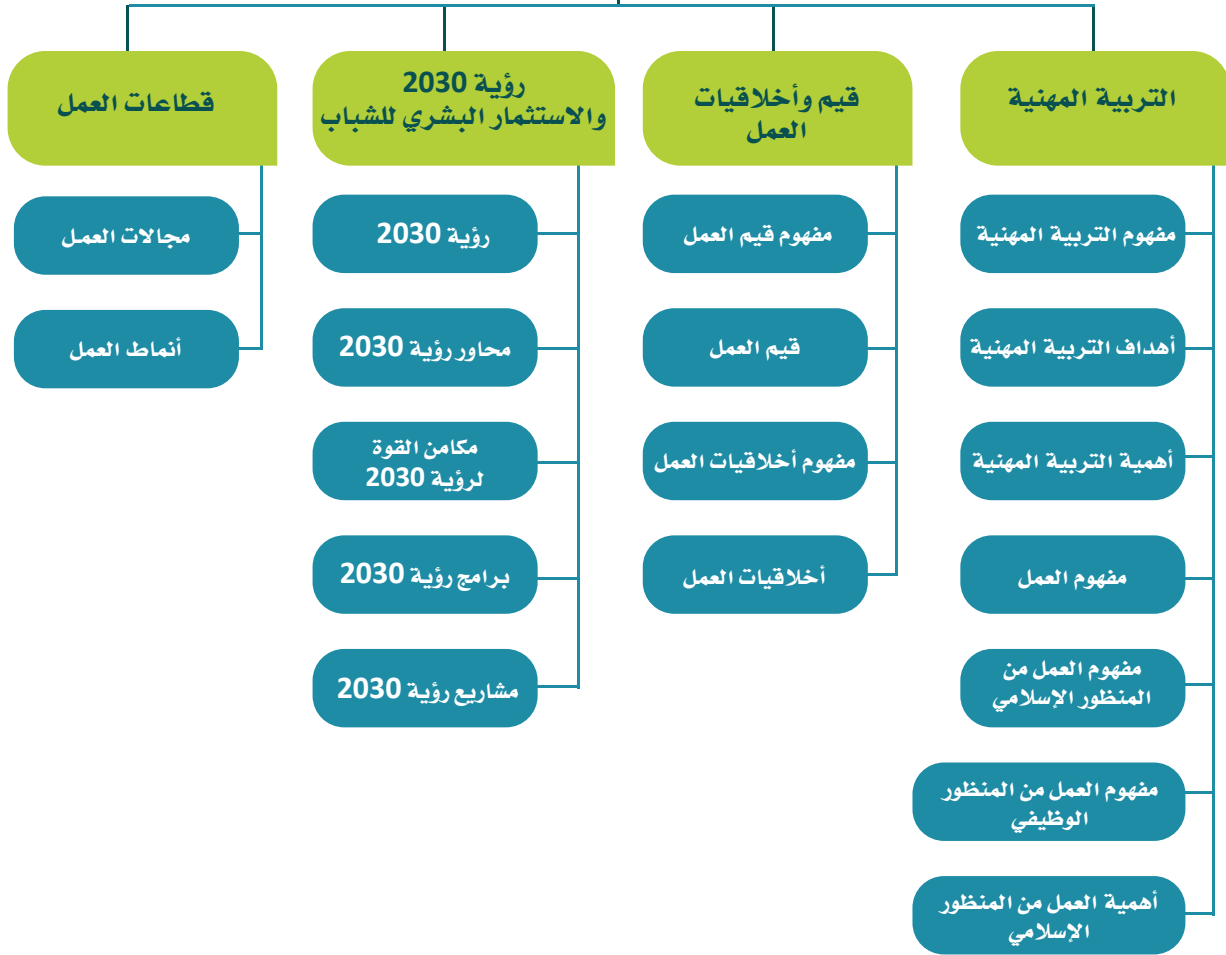 التربية المهنية
مفهوم التربية المهنية
أهداف التربية المهنية
أهمية التربية المهنية
مفهوم العمل
مفهوم العمل من
المنظور الإسلامي
مفهوم العمل من المنظور
الوظيفي
أهمية العمل من المنظور
الإسلامي
قيم وأخلاقيات
العمل
مفهوم قيم العمل
قيم العمل
مفهوم أخلاقيات العمل
أخلاقيات العمل
رؤية 2030
والاستثمار البشري للشباب
رؤية 2030
محاور رؤية 2030
مكامن القوة
لرؤية 2030
برامج رؤية 2030
مشاريع رؤية 2030
قطاعات العمل
مجالات العمل
أنماط العمل